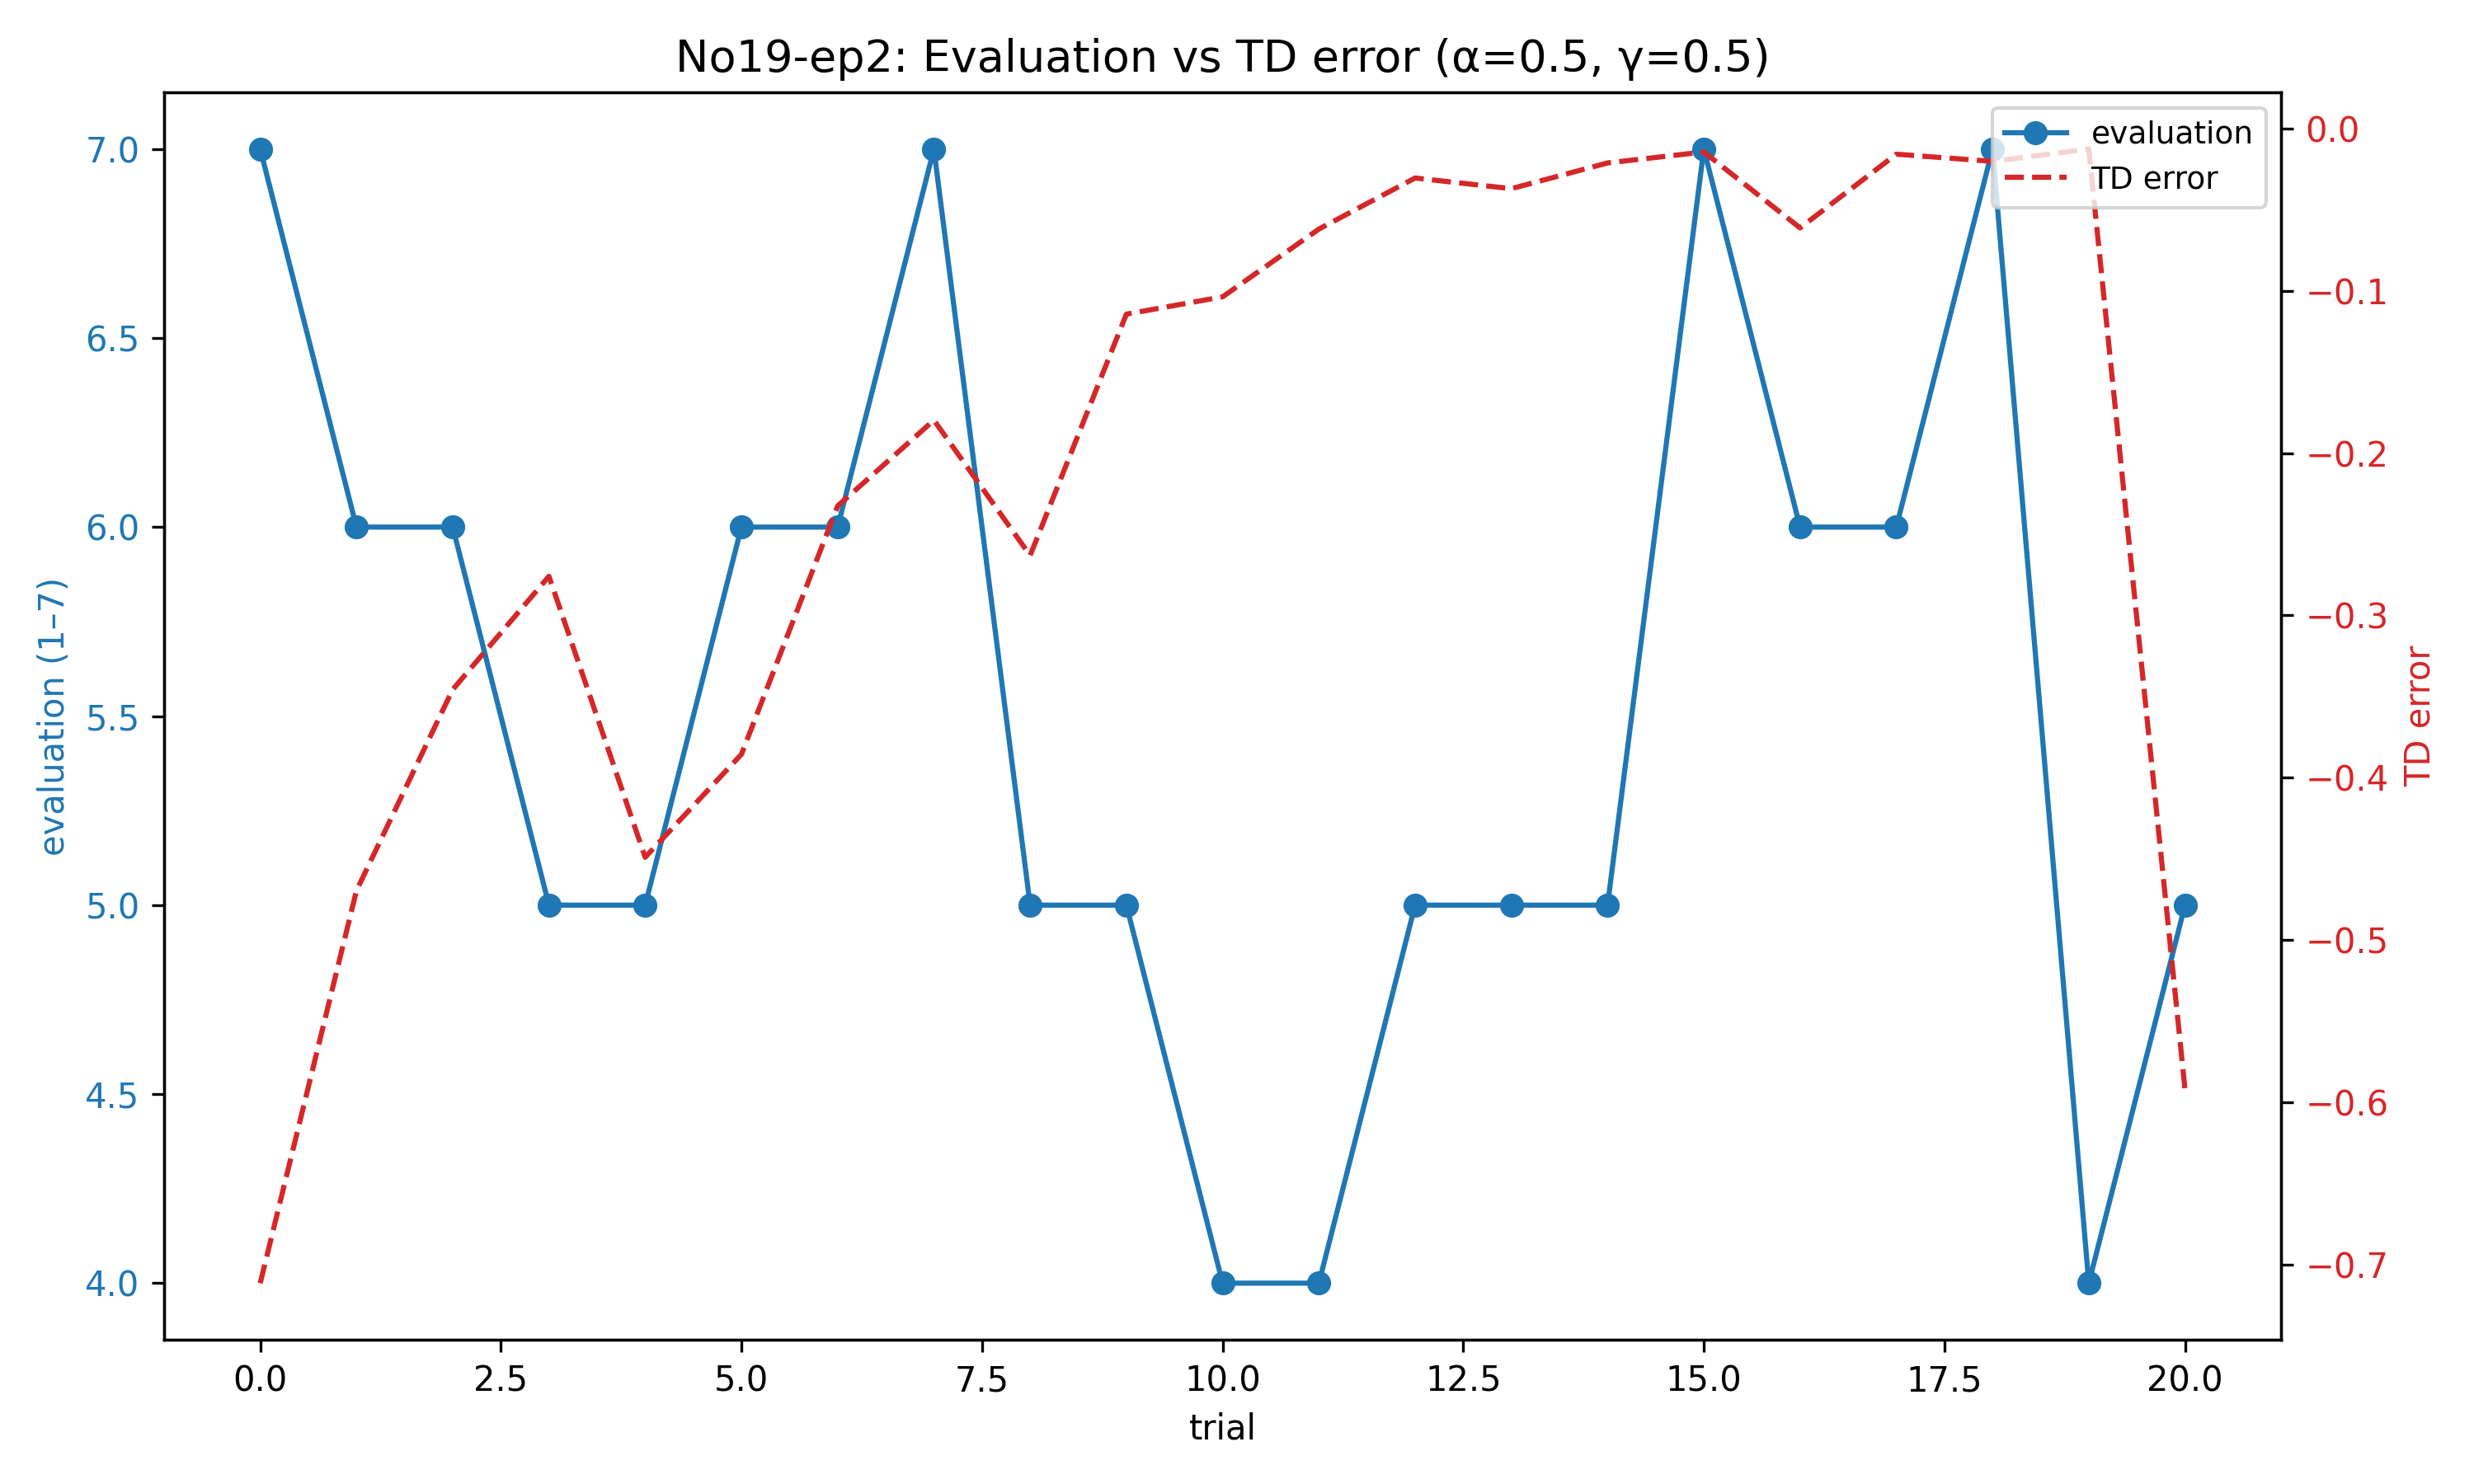 No19-ep2: Evaluation vs TD error (α=0.5, γ=0.5)
evaluation
TD error
7.0
6.5
6.0
5.5
5.0
4.5
4.0
evaluation (1–7)
0.0
−0.1
−0.2
−0.3
−0.4
−0.5
−0.6
−0.7
TD error
0.0 2.5 5.0 7.5 10.0 12.5 15.0 17.5 20.0
trial